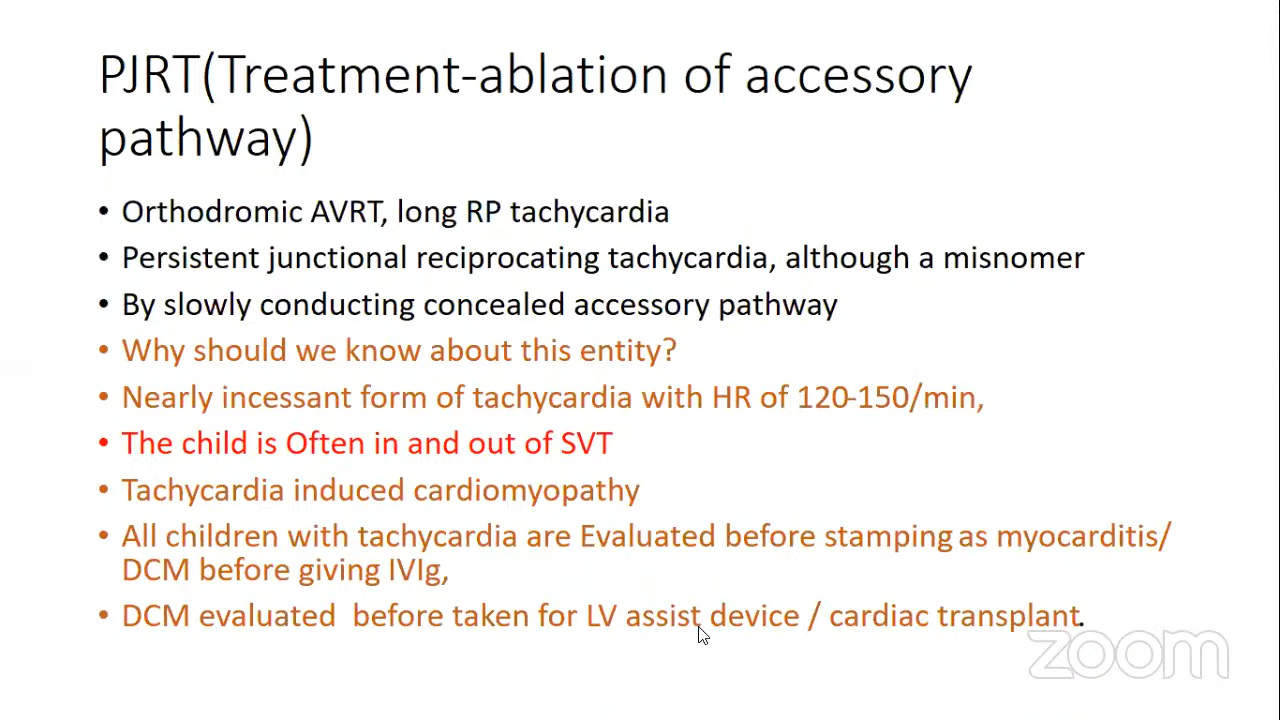 PJRT(Treatment-ablation of accessory
pathway)
• Orthodromic AVRT, long RP tachycardia
• Persistent junctional reciprocating tachycardia, although a misnomer
• By slowly conducting concealed accessory pathway
• Why should we know about this entity?
• Nearly incessant form of tachycardia with HR of 120-150/min,
• The child is Often in and out of SVT
• Tachycardia induced cardiomyopathy
• All children with tachycardia are Evaluated before stamping as myocarditis/
DCM before giving IVIg,
• DCM evaluated  before taken for LV assist device / cardiac transplant.
zoom